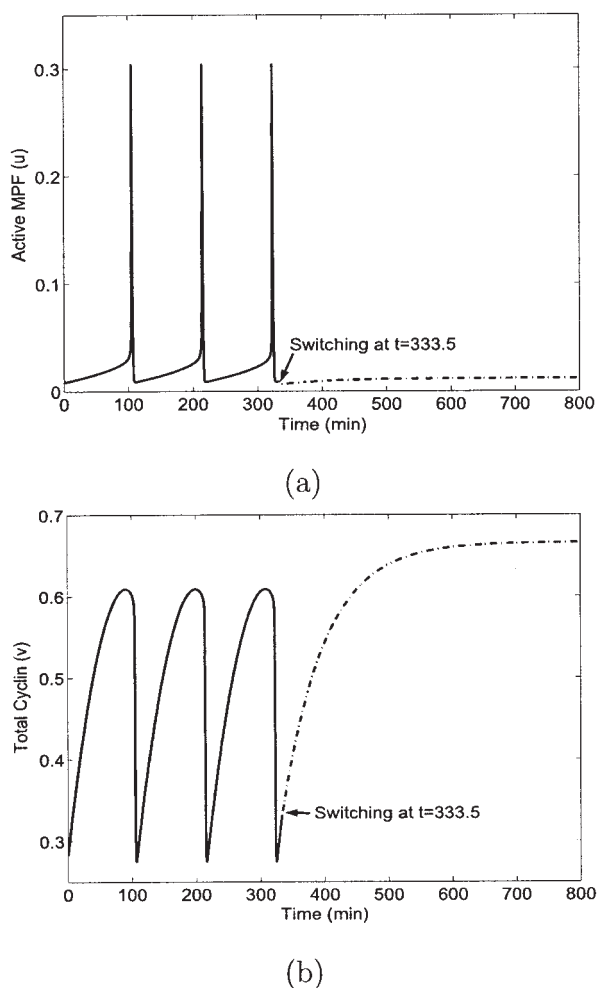 0.3
0.2
0.1
0
Active MPF (u)
Switching at t=333.5
0 100 200 300 400 500 600 700 800
Time (min)
(a)
0.7
0.6
0.5
0.4
0.3
Total Cyclin (v)
Switching at t=333.5
0 100 200 300 400 500 600 700 800
Time (min)
(b)